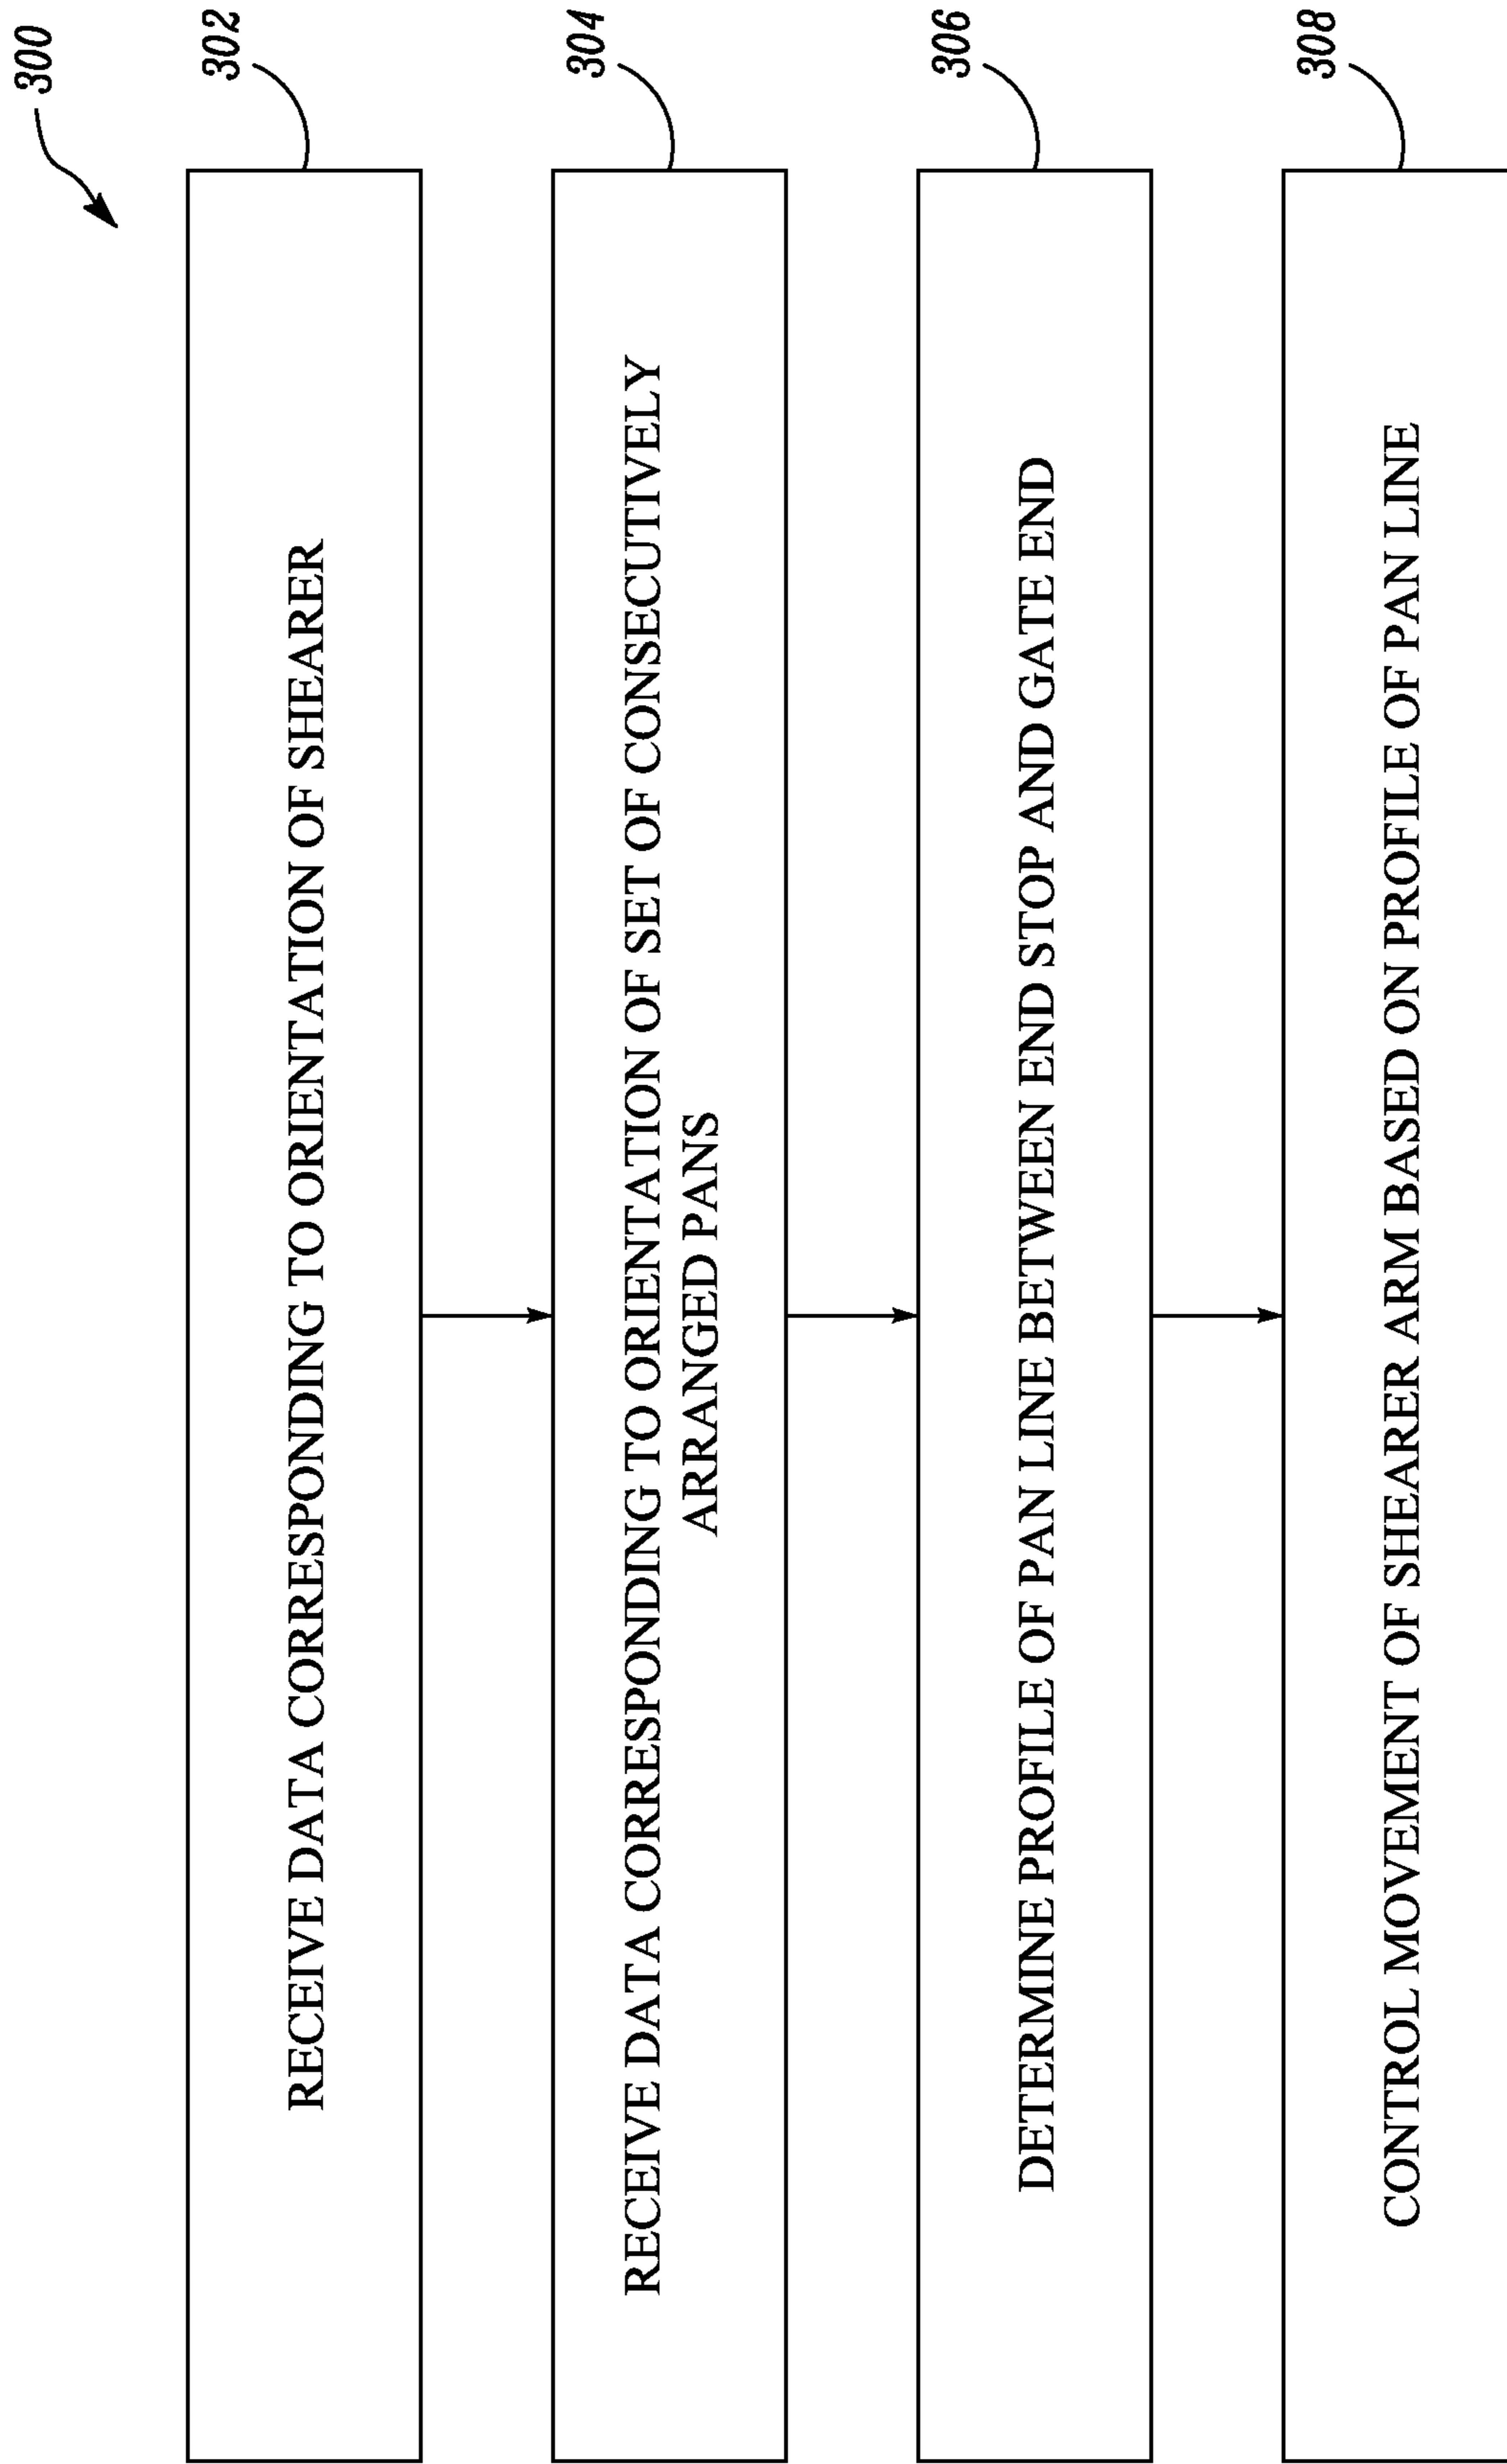 300
302
RECEIVE DATA CORRESPONDING TO ORIENTATION OF SHEARER
304
RECEIVE DATA CORRESPONDING TO ORIENTATION OF SET OF CONSECUTIVELY
ARRANGED PANS
306
DETERMINE PROFILE OF PAN LINE BETWEEN END STOP AND GATE END
308
CONTROL MOVEMENT OF SHEARER ARM BASED ON PROFILE OF PAN LINE